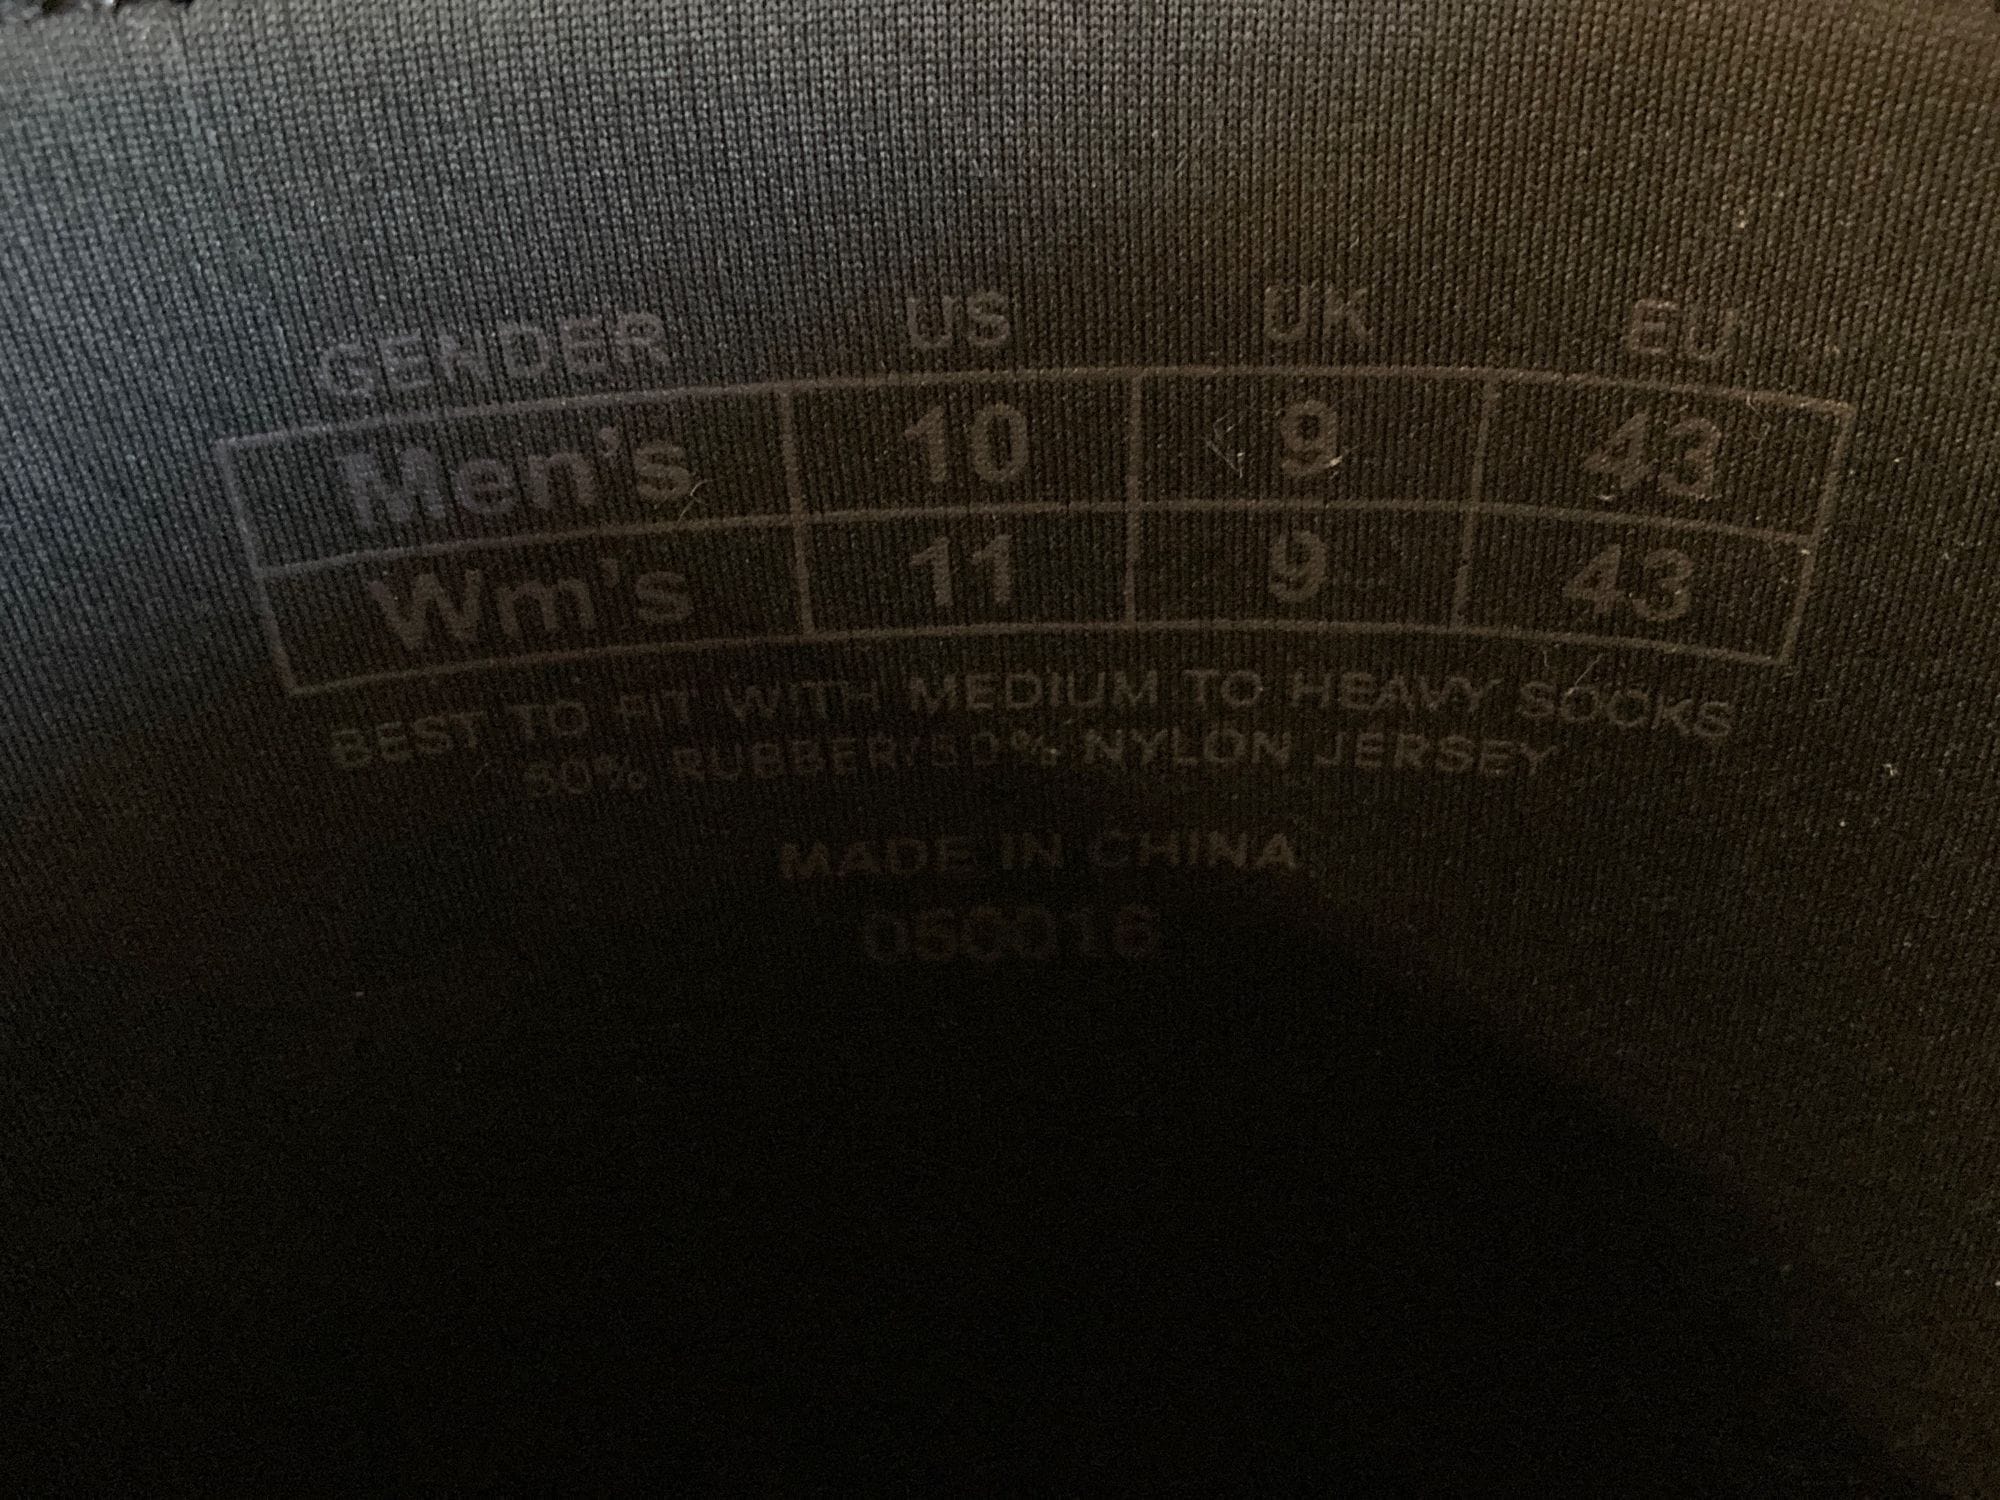 GENDER US UK EU
Men's 10 9 43
Wm's 11 9 43
BEST TO FIT WITH MEDIUM TO HEAVY SOCKS
50% RUBBER/50% NYLON JERSEY
MADE IN CHINA
050016